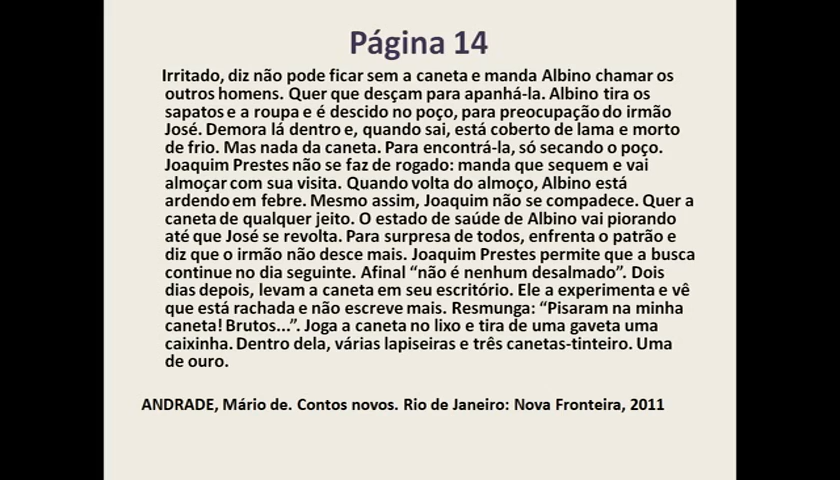 Página 14
Irritado, diz não pode ficar sem a caneta e manda Albino chamar os
outros homens. Quer que desçam para apanhá-la. Albino tira os
sapatos e a roupa e é descido no poço, para preocupação do irmão
José. Demora lá dentro e, quando sai, está coberto de lama e morto
de frio. Mas nada da caneta. Para encontrá-la, só secando o poço.
Joaquim Prestes não se faz de rogado: manda que sequem e vai
almoçar com sua visita. Quando volta do almoço, Albino está
ardendo em febre. Mesmo assim, Joaquim não se compadece. Quer a
caneta de qualquer jeito. O estado de saúde de Albino vai piorando
até que José se revolta. Para surpresa de todos, enfrenta o patrão e
diz que o irmão não desce mais. Joaquim Prestes permite que a busca
continue no dia seguinte. Afinal “não é nenhum desalmado”. Dois
dias depois, levam a caneta em seu escritório. Ele a experimenta e vê
que está rachada e não escreve mais. Resmunga: “Pisaram na minha
caneta! Brutos...”. Joga a caneta no lixo e tira de uma gaveta uma
caixinha. Dentro dela, várias lapiseiras e três canetas-tinteiro. Uma
de ouro.
ANDRADE, Mário de. Contos novos. Rio de Janeiro: Nova Fronteira, 2011